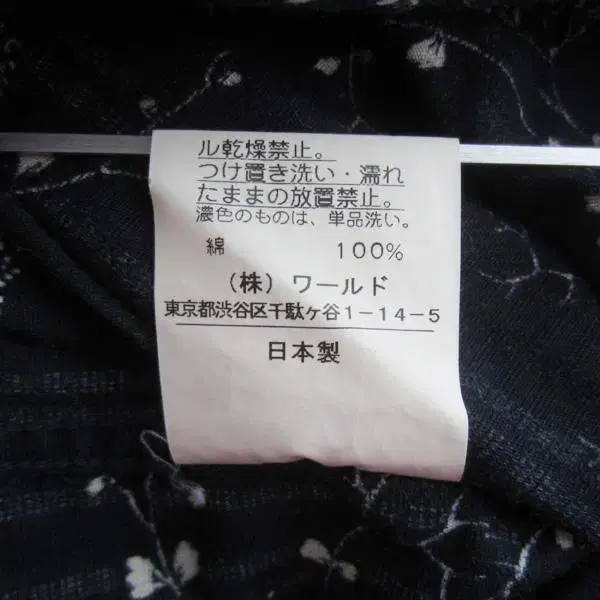 ル乾燥禁止。
つけ置き洗い・濡れ
たままの放置禁止。
濃色のものは、単品洗い。
綿 100%
(株) ワールド
東京都渋谷区千駄ヶ谷1-14-5
日本製